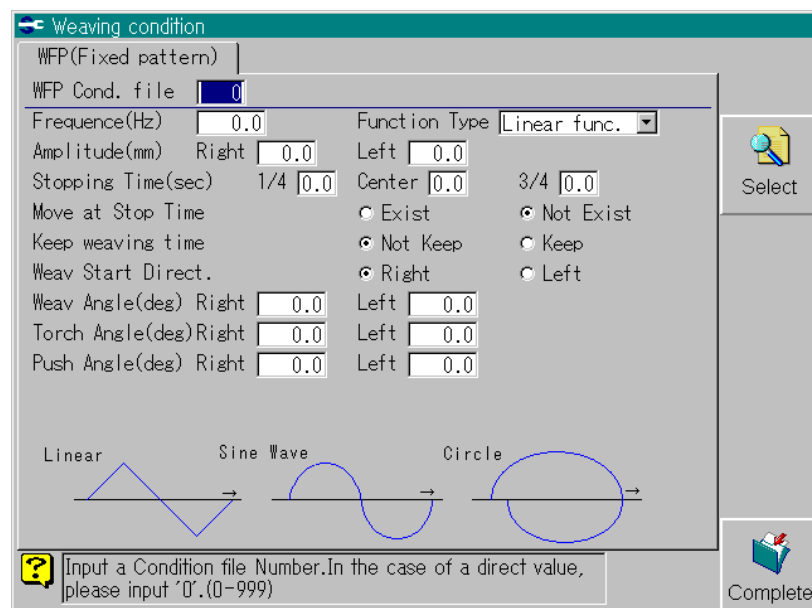 Weaving condition
WFP(Fixed pattern)
WFP Cond. file 0
Frequence(Hz) 0.0 Function Type Linear func.
Amplitude(mm) Right 0.0 Left 0.0
Stopping Time(sec) 1/4 0.0 Center 0.0 3/4 0.0
Move at Stop Time Exist Not Exist
Keep weaving time Not Keep Keep
Weav Start Direct. Right Left
Weav Angle(deg) Right 0.0 Left 0.0
Torch Angle(deg)Right 0.0 Left 0.0
Push Angle(deg) Right 0.0 Left 0.0
Linear Sine Wave Circle
Input a Condition file Number.In the case of a direct value,
please input '0'.(0-999)
Select
Complete